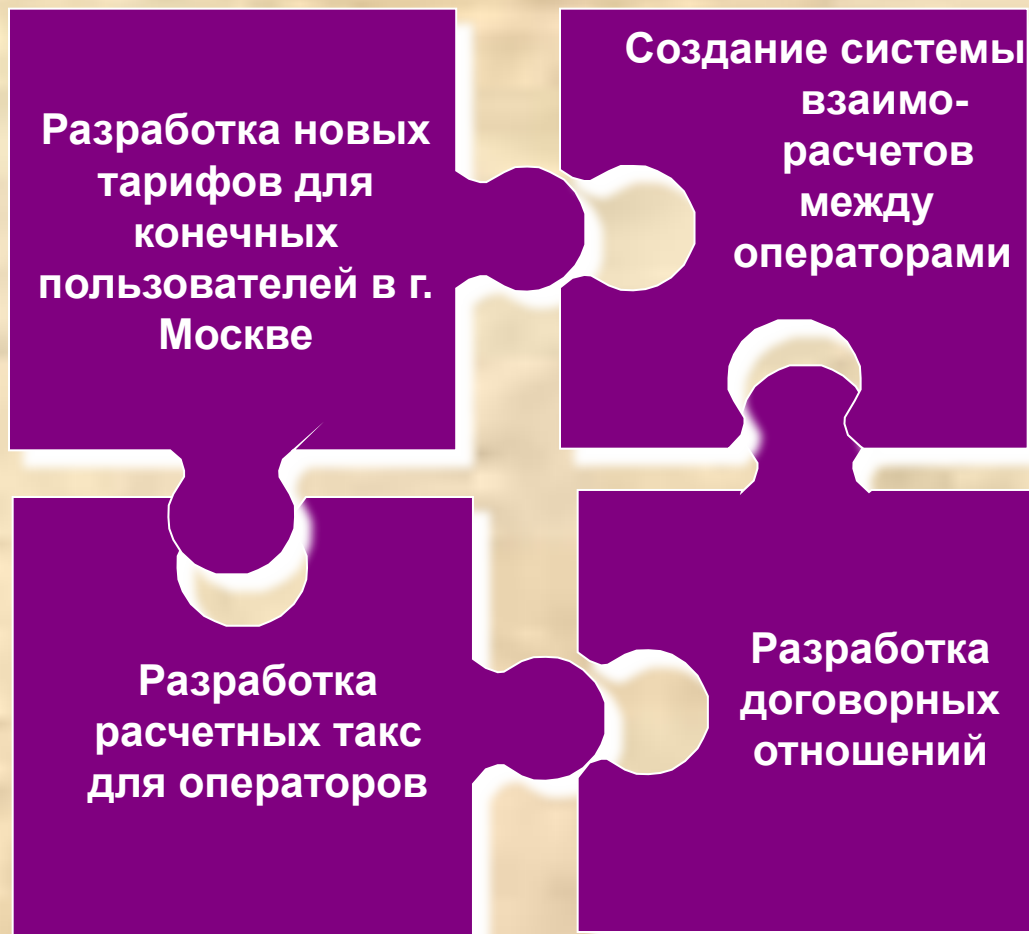 Разработка новых
тарифов для
конечных
пользователей в г.
Москве
Создание системы
взаимо-
расчетов
между
операторами
Разработка
расчетных такс
для операторов
Разработка
договорных
отношений